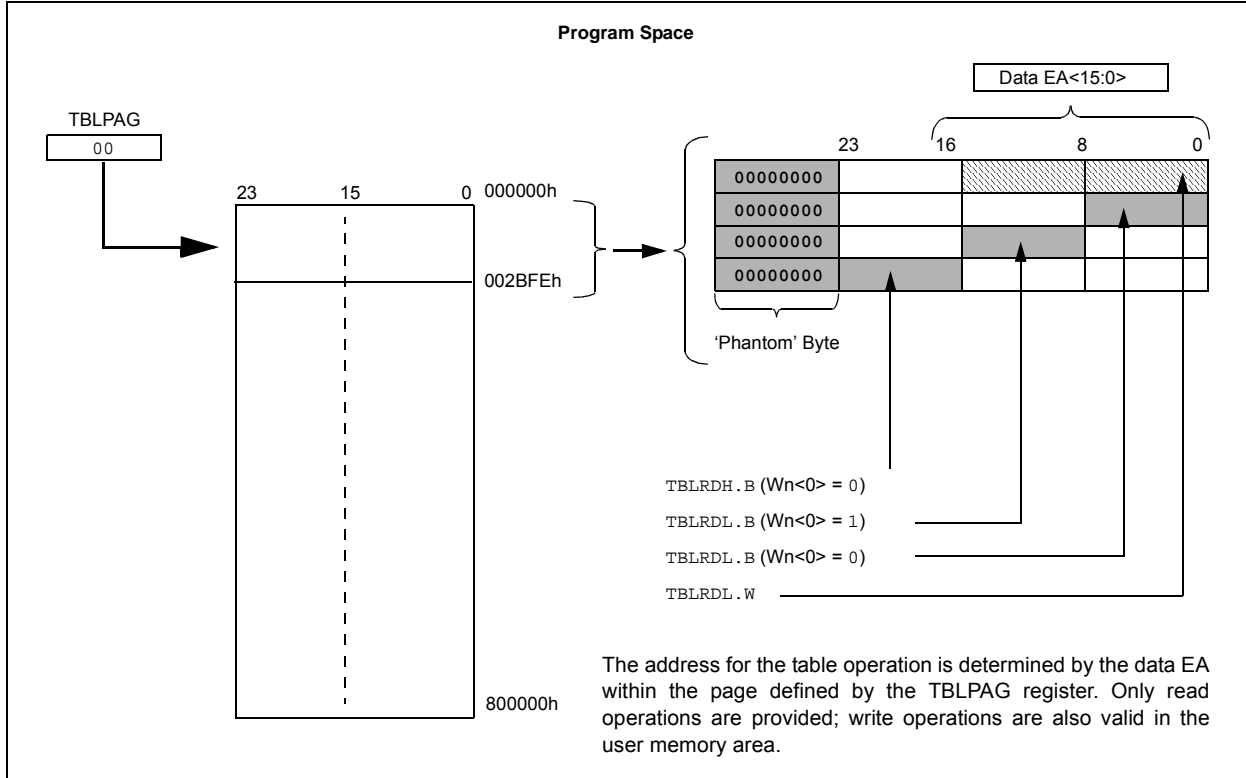 Program Space
Data EA<15:0>
TBLPAG
00
23 16 8 0
23 15 0 000000h
00000000
00000000
00000000
00000000
002BFEh
‘Phantom’ Byte
TBLRDH.B (Wn<0> = 0)
TBLRDL.B (Wn<0> = 1)
TBLRDL.B (Wn<0> = 0)
TBLRDL.W
The address for the table operation is determined by the data EA
within the page defined by the TBLPAG register. Only read
operations are provided; write operations are also valid in the
user memory area.
800000h